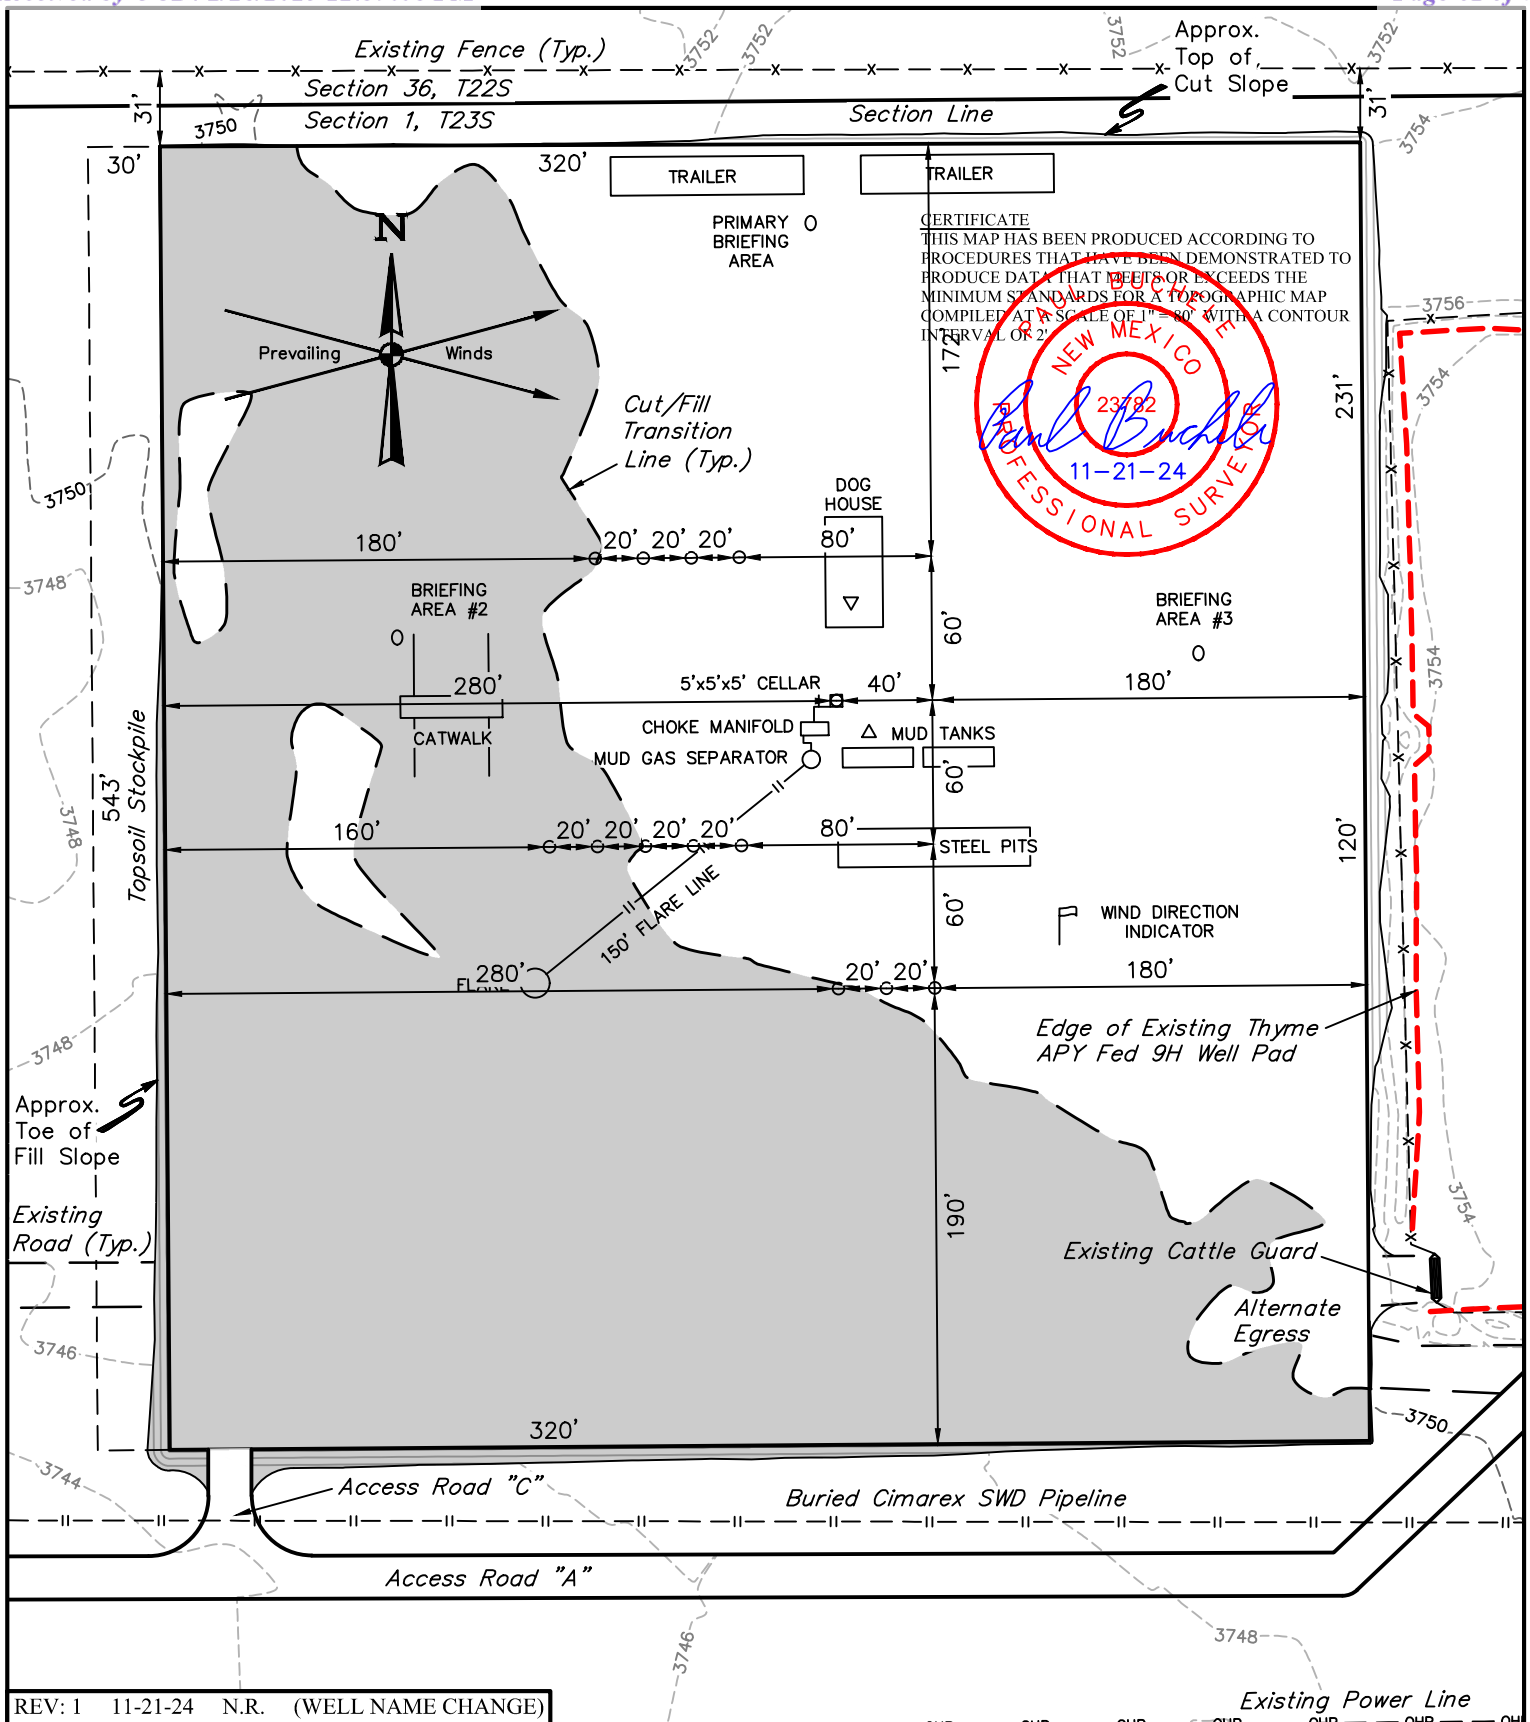 Existing Fence (Typ.)
3752
3752
3752
3752
Approx.
Top of
Cut Slope
Section 36, T22S
Section 1, T23S
Section Line
31'
31'
3750
3754
30'
320'
TRAILER
TRAILER
PRIMARY
BRIEFING
AREA
CERTIFICATE
THIS MAP HAS BEEN PRODUCED ACCORDING TO
PROCEDURES THAT HAVE BEEN DEMONSTRATED TO
PRODUCE DATA THAT MEETS OR EXCEEDS THE
MINIMUM STANDARDS FOR A TOPOGRAPHIC MAP
COMPILED AT A SCALE OF 1" = 80' WITH A CONTOUR
INTERVAL OF 2'.
PAUL BUCHELE
NEW MEXICO
23782
Paul Buchele
11-21-24
PROFESSIONAL SURVEYOR
N
Prevailing
Winds
172'
3756
3754
231'
Cut/Fill
Transition
Line (Typ.)
3750
DOG
HOUSE
180'
20'
20'
20'
80'
3748
BRIEFING
AREA #2
BRIEFING
AREA #3
60'
3754
280'
5'x5'x5' CELLAR
40'
180'
CHOKE MANIFOLD
MUD TANKS
CATWALK
MUD GAS SEPARATOR
60'
543'
Topsoil Stockpile
3748
160'
20'
20'
20'
20'
80'
STEEL PITS
120'
60'
150' FLARE LINE
WIND DIRECTION
INDICATOR
280'
FLARE
20'
20'
180'
3748
Edge of Existing Thyme
APY Fed 9H Well Pad
Approx.
Toe of
Fill Slope
190'
3754
Existing
Road (Typ.)
Existing Cattle Guard
Alternate
Egress
3746
320'
3750
3744
Access Road "C"
Buried Cimarex SWD Pipeline
Access Road "A"
3746
3748
REV: 1 11-21-24 N.R. (WELL NAME CHANGE)
Existing Power Line